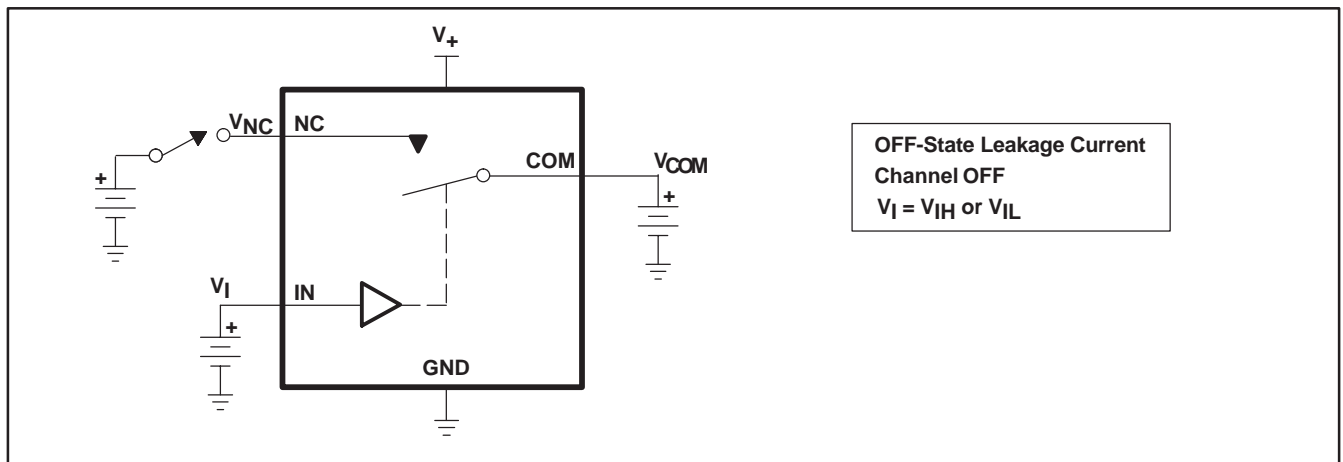 V+
VNC
NC
COM
VCOM
+
+
VI
IN
+
GND
OFF-State Leakage Current
Channel OFF
VI = VIH or VIL